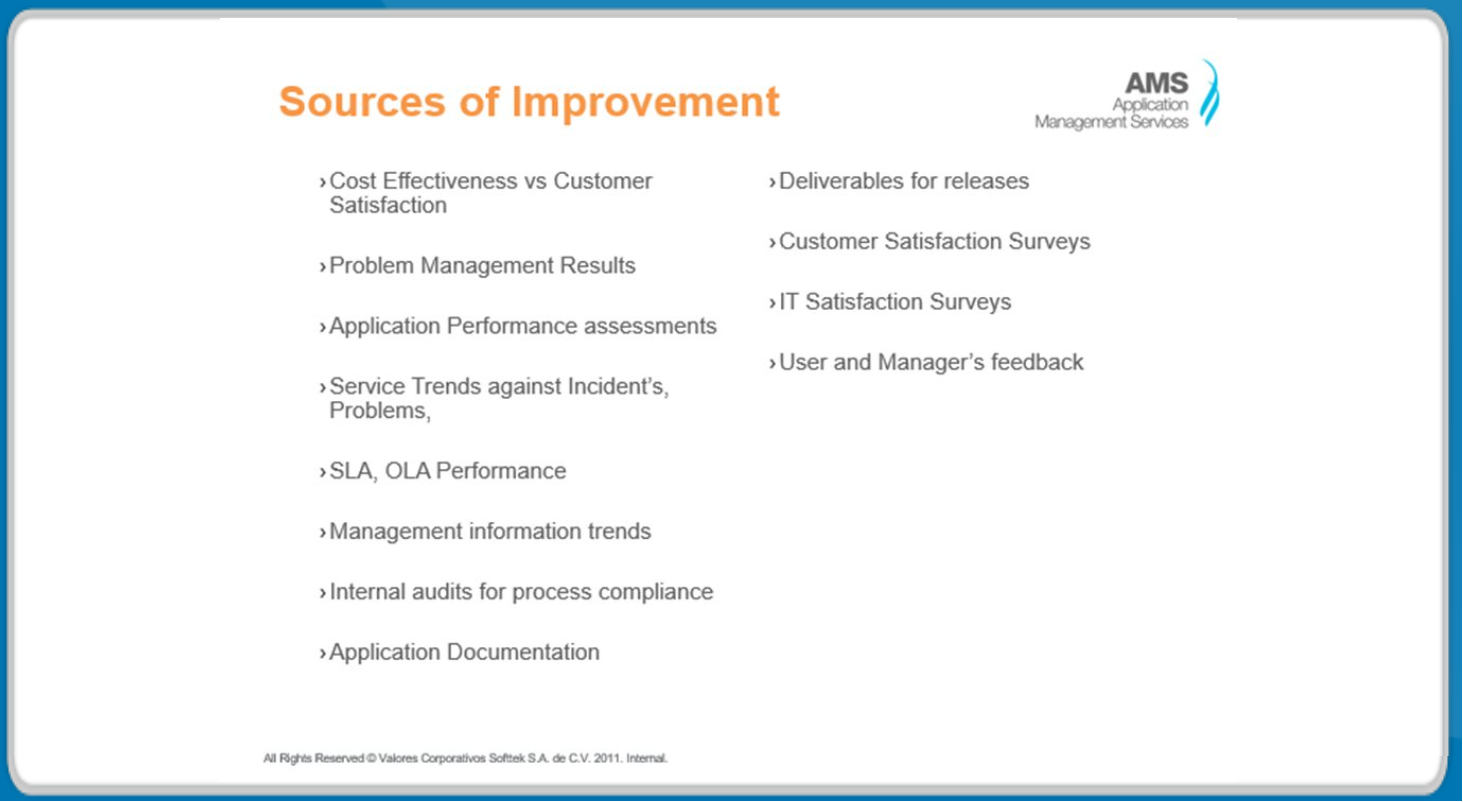 Sources of Improvement
AMS
Application
Management Services
›Cost Effectiveness vs Customer
Satisfaction
›Problem Management Results
›Application Performance assessments
›Service Trends against Incident’s,
Problems,
›SLA, OLA Performance
›Management information trends
›Internal audits for process compliance
›Application Documentation
›Deliverables for releases
›Customer Satisfaction Surveys
›IT Satisfaction Surveys
›User and Manager’s feedback
All Rights Reserved © Valores Corporativos Softtek S.A. de C.V. 2011. Internal.